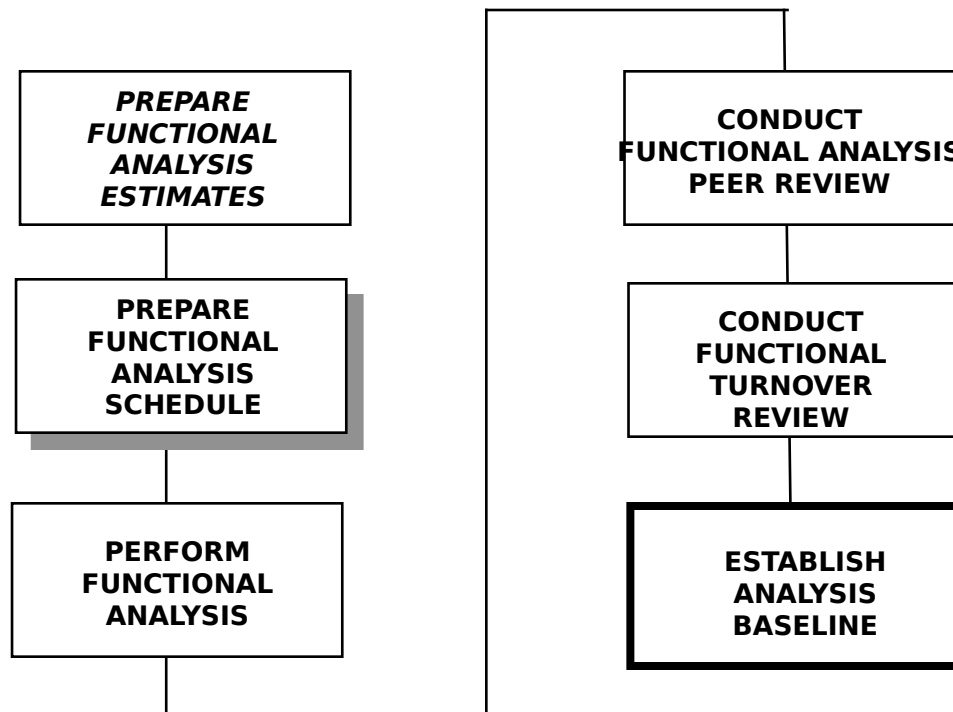 PREPARE
FUNCTIONAL
ANALYSIS
ESTIMATES
PREPARE
FUNCTIONAL
ANALYSIS
SCHEDULE
PERFORM
FUNCTIONAL
ANALYSIS
CONDUCT
FUNCTIONAL ANALYSIS
PEER REVIEW
CONDUCT
FUNCTIONAL
TURNOVER
REVIEW
ESTABLISH
ANALYSIS
BASELINE